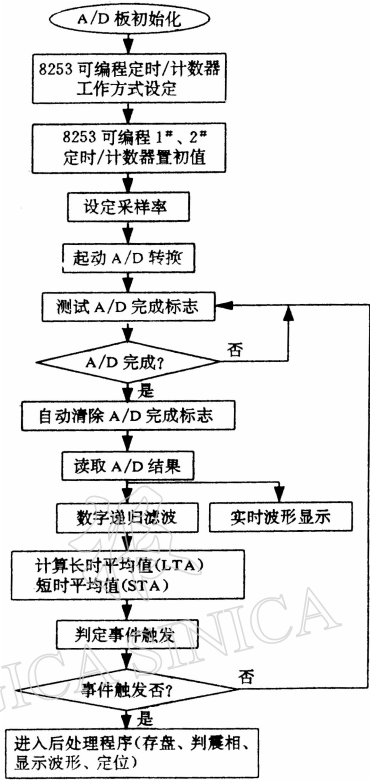 A/D 板初始化
8253 可编程定时/计数器
工作方式设定
8253 可编程 1#、2#
定时/计数器置初值
设定采样率
起动 A/D 转换
测试 A/D 完成标志
A/D 完成?
否
是
自动清除 A/D 完成标志
读取 A/D 结果
数字递归滤波
实时波形显示
计算长时平均值(LTA)
短时平均值(STA)
判定事件触发
事件触发否?
否
是
进入后处理程序(存盘、判震相、
显示波形、定位)
GICA SINICA